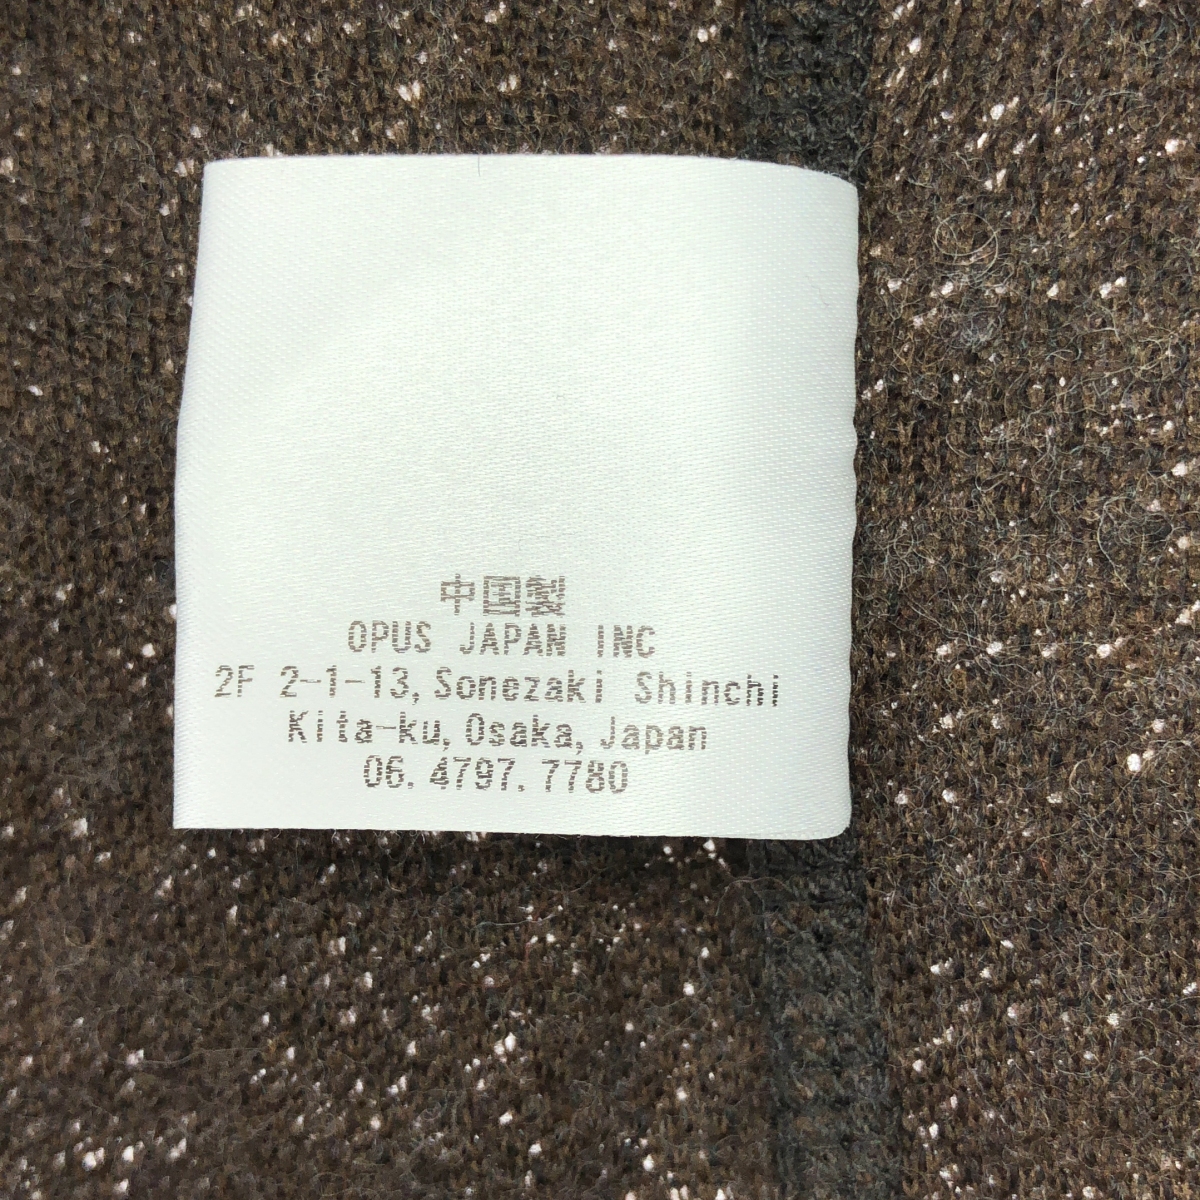 中国製
OPUS JAPAN INC
2F 2-1-13, Sonezaki Shinchi
Kita-ku, Osaka, Japan
06. 4797. 7780